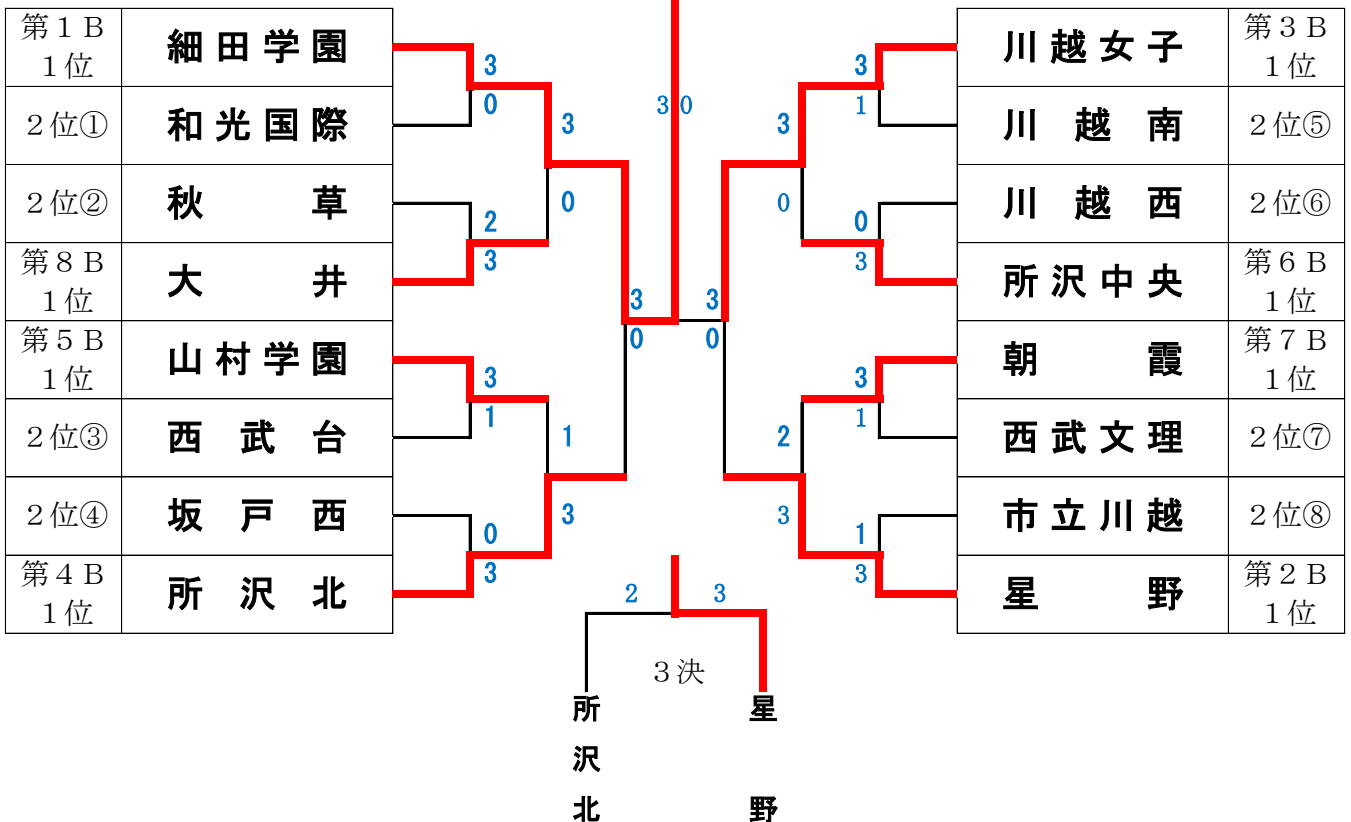 第１Ｂ
１位
細田学園
２位①
和光国際
２位②
秋草
第８Ｂ
１位
大井
第５Ｂ
１位
山村学園
２位③
西武台
２位④
坂戸西
第４Ｂ
１位
所沢北
3
0
3
0
2
3
3
0
3
1
1
3
0
3
3 0
3
0
3
1
3
0
0
3
3
1
2
3
1
3
川越女子
第３Ｂ
１位
川越南
２位⑤
川越西
２位⑥
所沢中央
第６Ｂ
１位
朝霞
第７Ｂ
１位
西武文理
２位⑦
市立川越
２位⑧
星野
第２Ｂ
１位
2 3
３決
所沢北
星野